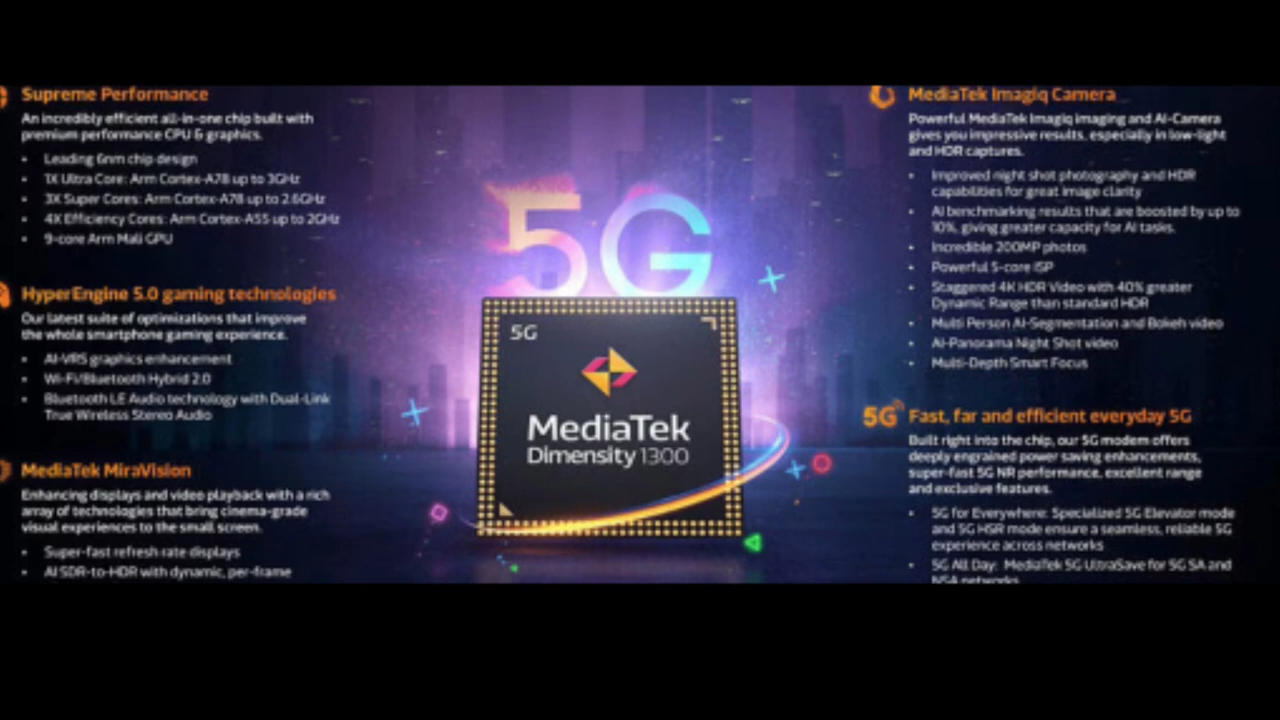 Supreme Performance
An incredibly efficient all-in-one chip built with
premium performance CPU & graphics.
• Leading 6nm chip design
• 1X Ultra Core: Arm Cortex-A78 up to 3GHz
• 3X Super Cores: Arm Cortex-A78 up to 2.6GHz
• 4X Efficiency Cores: Arm Cortex-A55 up to 2GHz
• 9-core Arm Mali GPU
HyperEngine 5.0 gaming technologies
Our latest suite of optimizations that improve
the whole smartphone gaming experience.
• AI-VRS graphics enhancement
• Wi-Fi/Bluetooth Hybrid 2.0
• Bluetooth LE Audio technology with Dual-Link
True Wireless Stereo Audio
MediaTek MiraVision
Enhancing displays and video playback with a rich
array of technologies that bring cinema-grade
visual experiences to the small screen.
• Super-fast refresh rate displays
• AI SDR-to-HDR with dynamic, per-frame
5G
5G
MediaTek
Dimensity 1300
MediaTek Imagiq Camera
Powerful MediaTek Imagiq imaging and AI-Camera
gives you impressive results, especially in low-light
and HDR captures.
• Improved night shot photography and HDR
capabilities for great image clarity
• AI benchmarking results that are boosted by up to
10%, giving greater capacity for AI tasks.
• Incredible 200MP photos
• Powerful 5-core ISP
• Staggered 4K HDR Video with 40% greater
Dynamic Range than standard HDR
• Multi Person AI-Segmentation and Bokeh video
• AI-Panorama Night Shot video
• Multi-Depth Smart Focus
5G Fast, far and efficient everyday 5G
Built right into the chip, our 5G modem offers
deeply engrained power saving enhancements,
super-fast 5G NR performance, excellent range
and exclusive features.
• 5G for Everywhere: Specialized 5G Elevator mode
and 5G HSR mode ensure a seamless, reliable 5G
experience across networks
• 5G All Day: MediaTek 5G UltraSave for 5G SA and
NSA networks